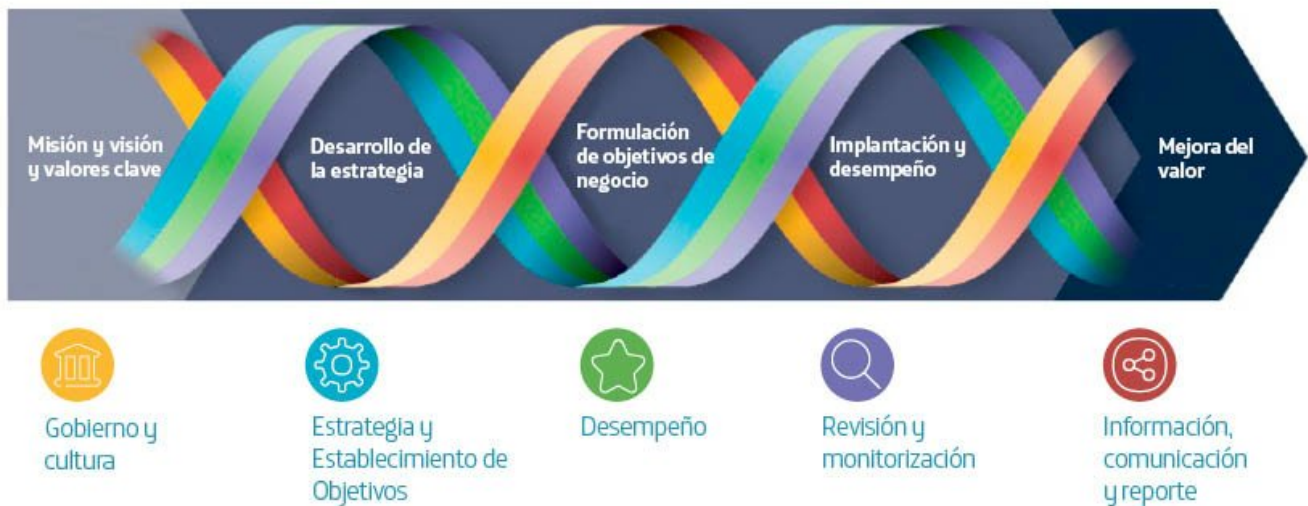 Misión y visión
y valores clave
Desarrollo de
la estrategia
Formulación
de objetivos de
negocio
Implantación y
desempeño
Mejora del
valor
Gobierno y
cultura
Estrategia y
Establecimiento de
Objetivos
Desempeño
Revisión y
monitorización
Información,
comunicación
y reporte